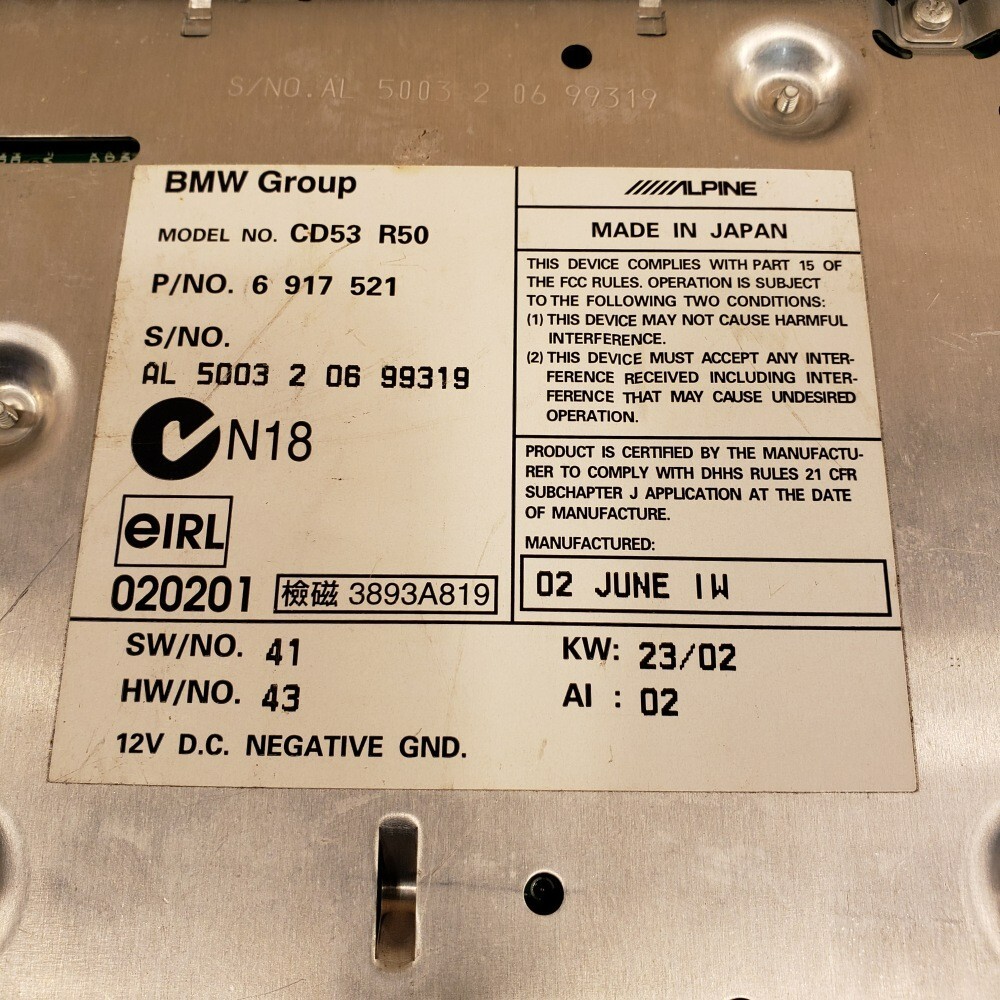 S/NO. AL 5003 2 06 99319
BMW Group
MODEL NO. CD53 R50
P/NO. 6 917 521
S/NO.
AL 5003 2 06 99319
N18
eIRL
020201 檢磁 3893A819
ALPINE
MADE IN JAPAN
THIS DEVICE COMPLIES WITH PART 15 OF
THE FCC RULES. OPERATION IS SUBJECT
TO THE FOLLOWING TWO CONDITIONS:
(1) THIS DEVICE MAY NOT CAUSE HARMFUL
INTERFERENCE.
(2) THIS DEVICE MUST ACCEPT ANY INTER-
FERENCE RECEIVED INCLUDING INTER-
FERENCE THAT MAY CAUSE UNDESIRED
OPERATION.
PRODUCT IS CERTIFIED BY THE MANUFACTU-
RER TO COMPLY WITH DHHS RULES 21 CFR
SUBCHAPTER J APPLICATION AT THE DATE
OF MANUFACTURE.
MANUFACTURED:
02 JUNE 1W
SW/NO. 41
HW/NO. 43
12V D.C. NEGATIVE GND.
KW: 23/02
AI : 02